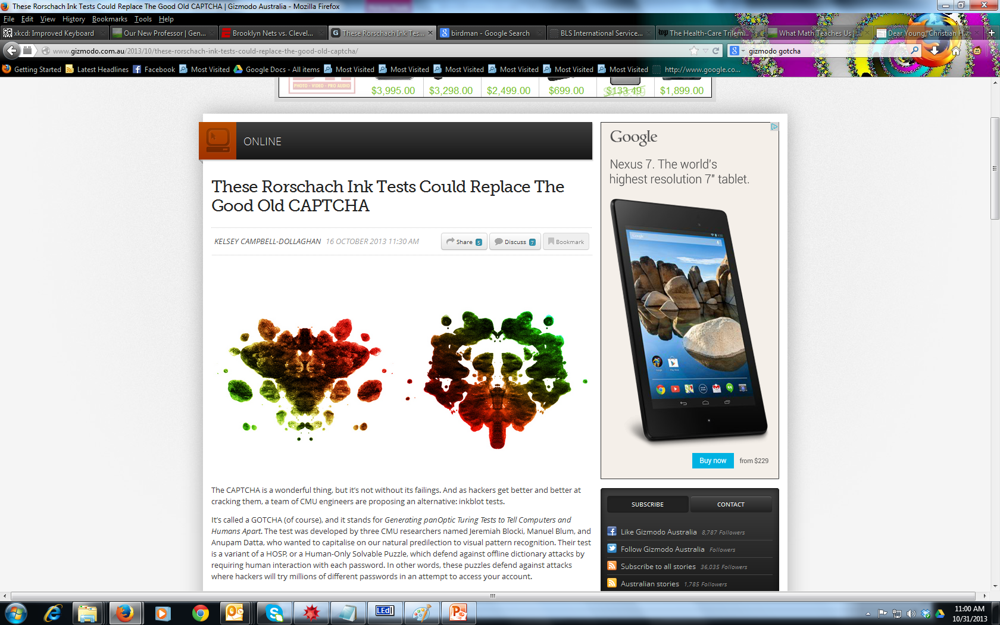 These Rorschach Ink Tests Could Replace The Good Old CAPTCHA | Gizmodo Australia - Mozilla Firefox
File Edit View History Bookmarks Tools Help
xkcd: Improved Keyboard
Our New Professor | Gen...
Brooklyn Nets vs. Clevel...
These Rorschach Ink Tes...
birdman - Google Search
BLS International Service...
The Health-Care Trilem...
What Math Teaches Us |...
Dear Young, Christian H...
www.gizmodo.com.au/2013/10/these-rorschach-ink-tests-could-replace-the-good-old-captcha/
gizmodo gotcha
Getting Started Latest Headlines Facebook Most Visited Google Docs - All items Most Visited Most Visited Most Visited Most Visited Most Visited Most Visited http://www.google.co...
PHOTO - VIDEO - PRO AUDIO
$3,995.00 $3,298.00 $2,499.00 $699.00 $133.49 $1,899.00
ONLINE
These Rorschach Ink Tests Could Replace The
Good Old CAPTCHA
KELSEY CAMPBELL-DOLLAGHAN 16 OCTOBER 2013 11:30 AM
Share 5 Discuss 7 Bookmark
The CAPTCHA is a wonderful thing, but it's not without its failings. And as hackers get better and better at
cracking them, a team of CMU engineers are proposing an alternative: inkblot tests.
It's called a GOTCHA (of course), and it stands for Generating panOptic Turing Tests to Tell Computers and
Humans Apart. The test was developed by three CMU researchers named Jeremiah Blocki, Manuel Blum, and
Anupam Datta, who wanted to capitalise on our natural predilection to visual pattern recognition. Their test
is a variant of a HOSP, or a Human-Only Solvable Puzzle, which defend against offline dictionary attacks by
requiring human interaction with each password. In other words, these puzzles defend against attacks
where hackers will try millions of different passwords in an attempt to access your account.
Google
Nexus 7. The world's
highest resolution 7" tablet.
Google
Buy now from $229
SUBSCRIBE CONTACT
Like Gizmodo Australia 8,787 Followers
Follow Gizmodo Australia Followers
Subscribe to all stories 36,035 Followers
Australian stories 1,785 Followers
LEd
11:00 AM
10/31/2013